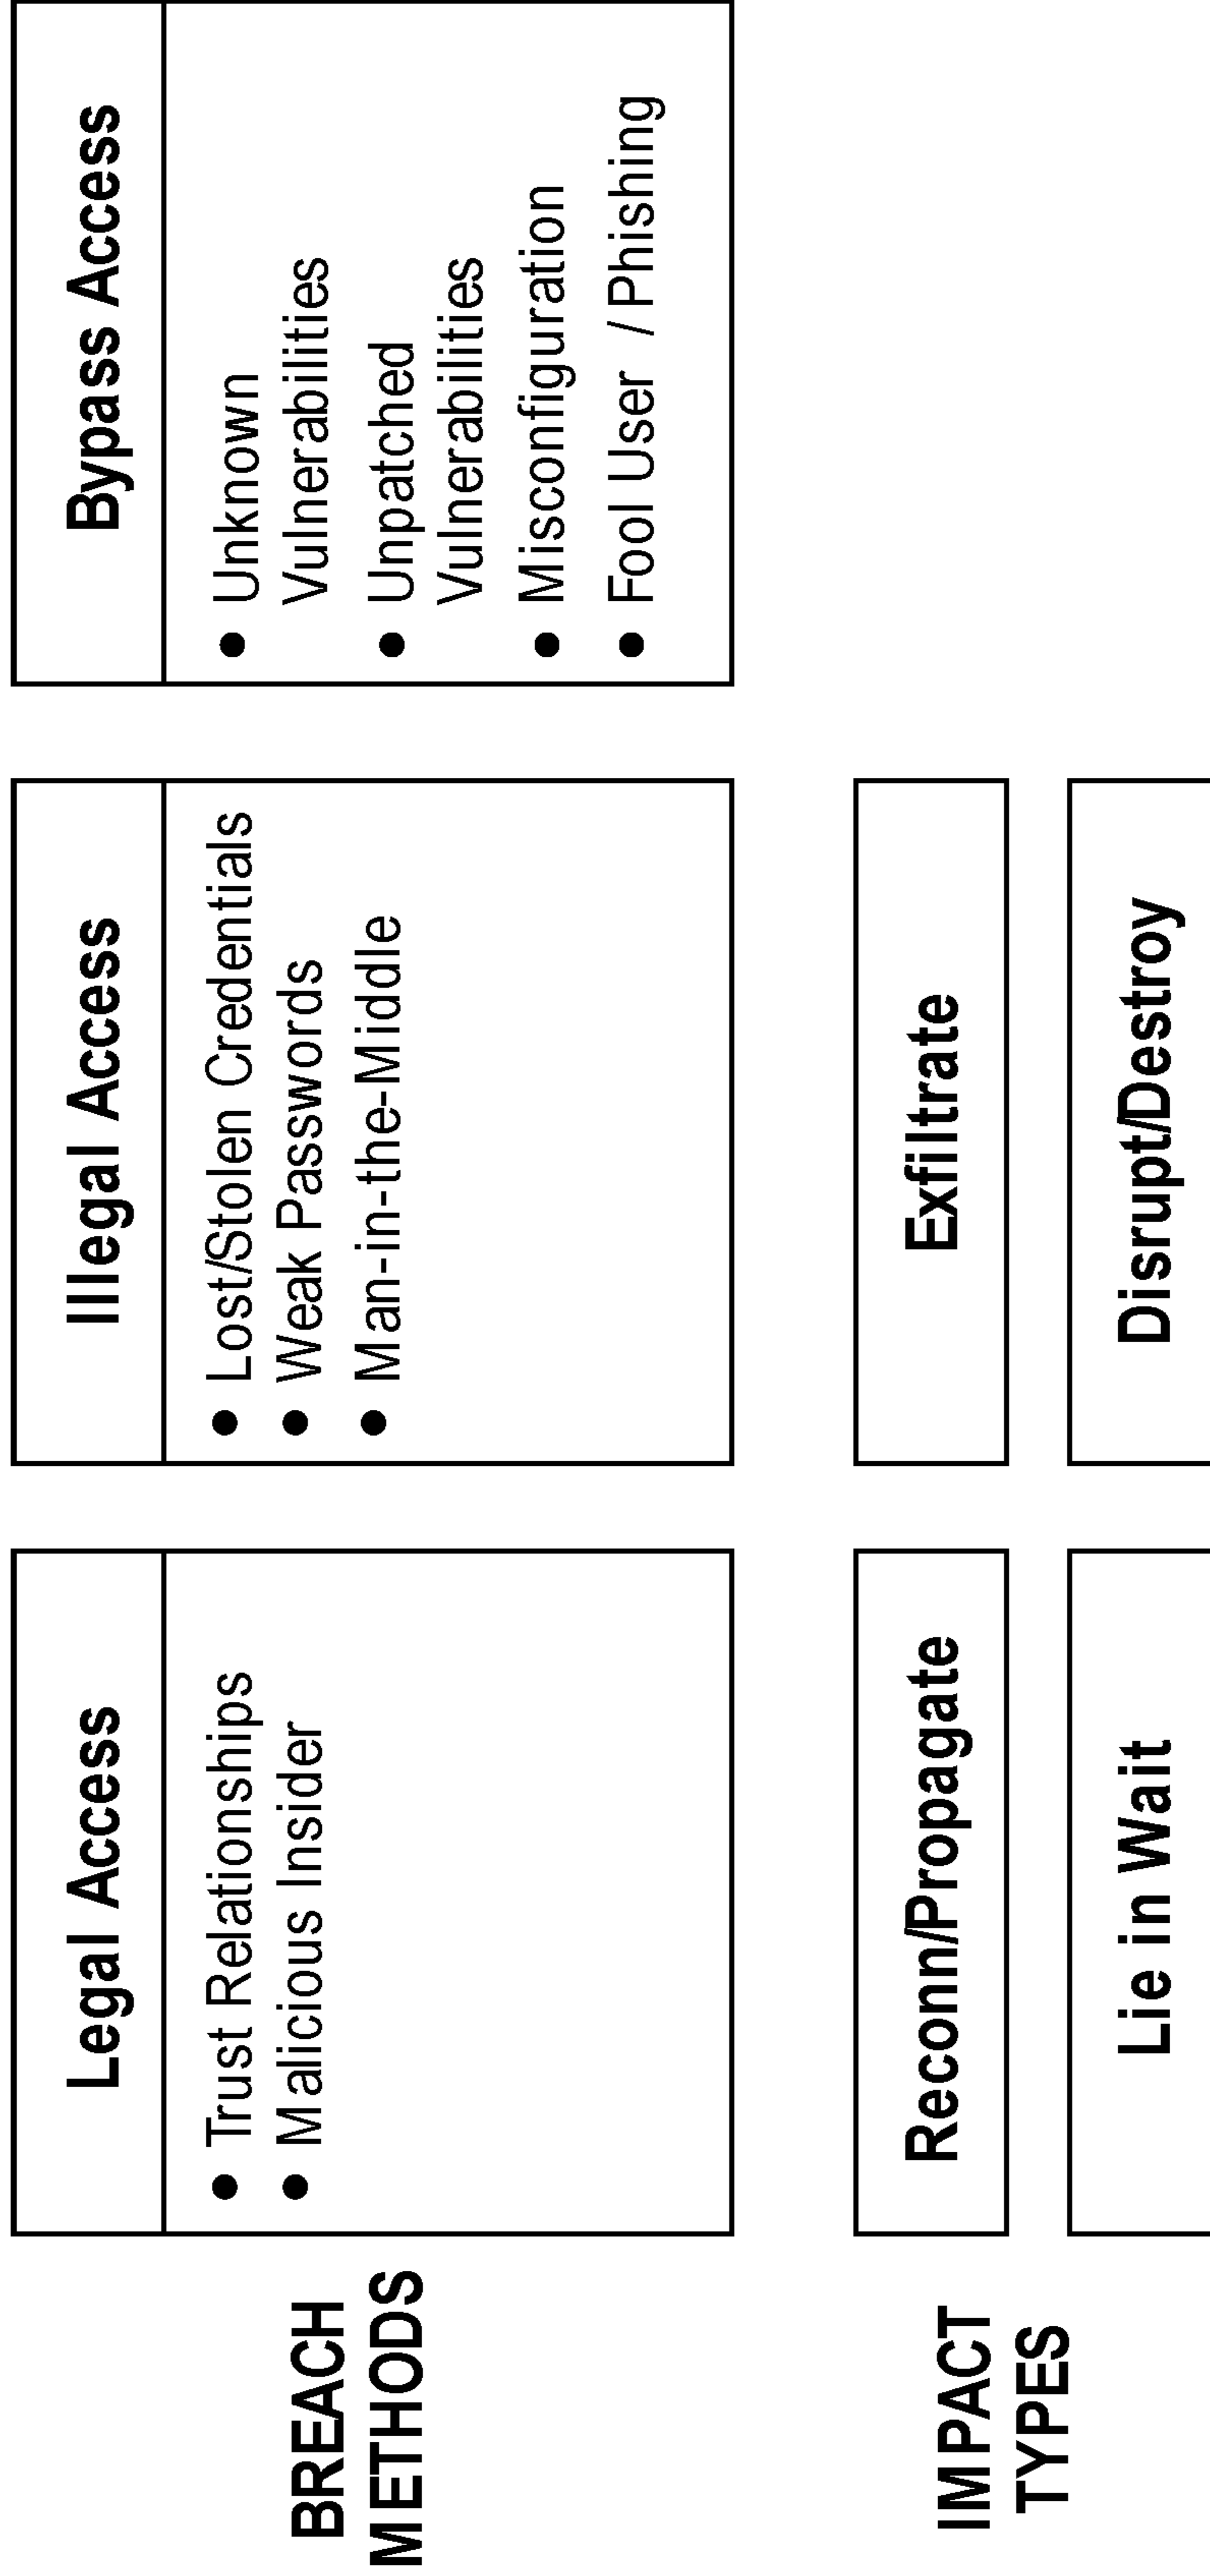 BREACH
METHODS
Legal Access
• Trust Relationships
• Malicious Insider
Illegal Access
• Lost/Stolen Credentials
• Weak Passwords
• Man-in-the-Middle
Bypass Access
• Unknown
Vulnerabilities
• Unpatched
Vulnerabilities
• Misconfiguration
• Fool User / Phishing
IMPACT
TYPES
Reconn/Propagate
Exfiltrate
Lie in Wait
Disrupt/Destroy